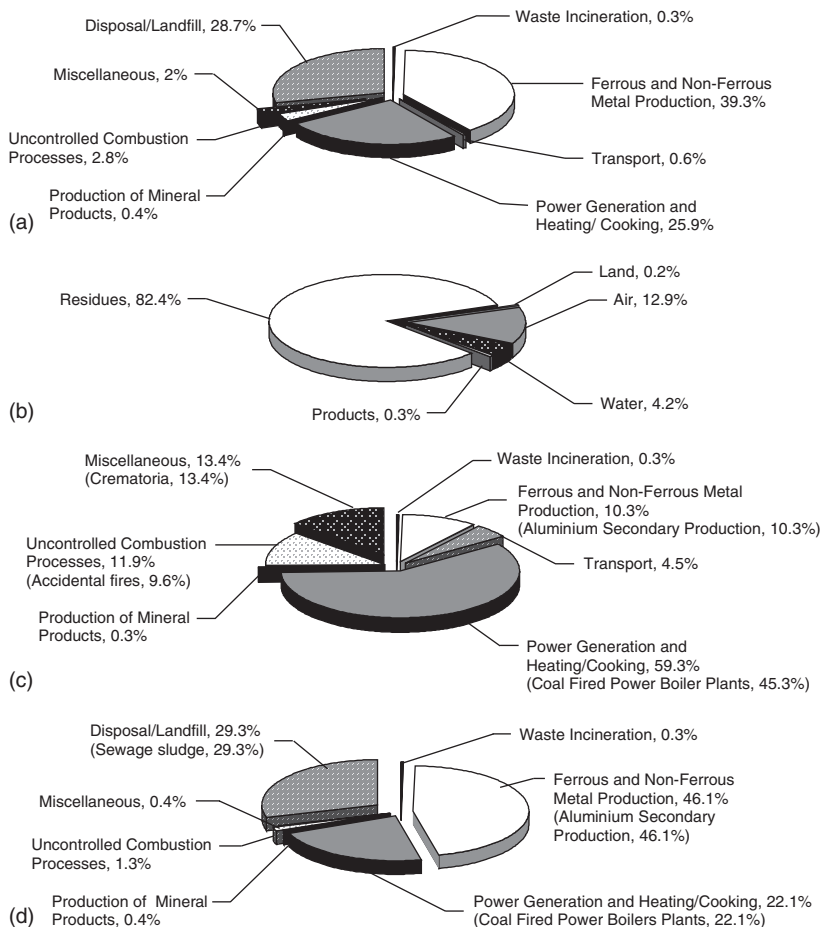 Disposal/Landfill, 28.7%
Waste Incineration, 0.3%
Miscellaneous, 2%
Ferrous and Non-Ferrous
Metal Production, 39.3%
Uncontrolled Combustion
Processes, 2.8%
Transport, 0.6%
Production of Mineral
Products, 0.4%
Power Generation and
Heating/ Cooking, 25.9%
(a)
Land, 0.2%
Residues, 82.4%
Air, 12.9%
Water, 4.2%
Products, 0.3%
(b)
Miscellaneous, 13.4%
(Crematoria, 13.4%)
Waste Incineration, 0.3%
Ferrous and Non-Ferrous Metal
Production, 10.3%
(Aluminium Secondary Production, 10.3%)
Uncontrolled Combustion
Processes, 11.9%
(Accidental fires, 9.6%)
Transport, 4.5%
Production of Mineral
Products, 0.3%
Power Generation and
Heating/Cooking, 59.3%
(Coal Fired Power Boiler Plants, 45.3%)
(c)
Disposal/Landfill, 29.3%
(Sewage sludge, 29.3%)
Waste Incineration, 0.3%
Ferrous and Non-Ferrous
Metal Production, 46.1%
(Aluminium Secondary
Production, 46.1%)
Miscellaneous, 0.4%
Uncontrolled Combustion
Processes, 1.3%
Production of Mineral
Products, 0.4%
Power Generation and Heating/Cooking, 22.1%
(Coal Fired Power Boilers Plants, 22.1%)
(d)